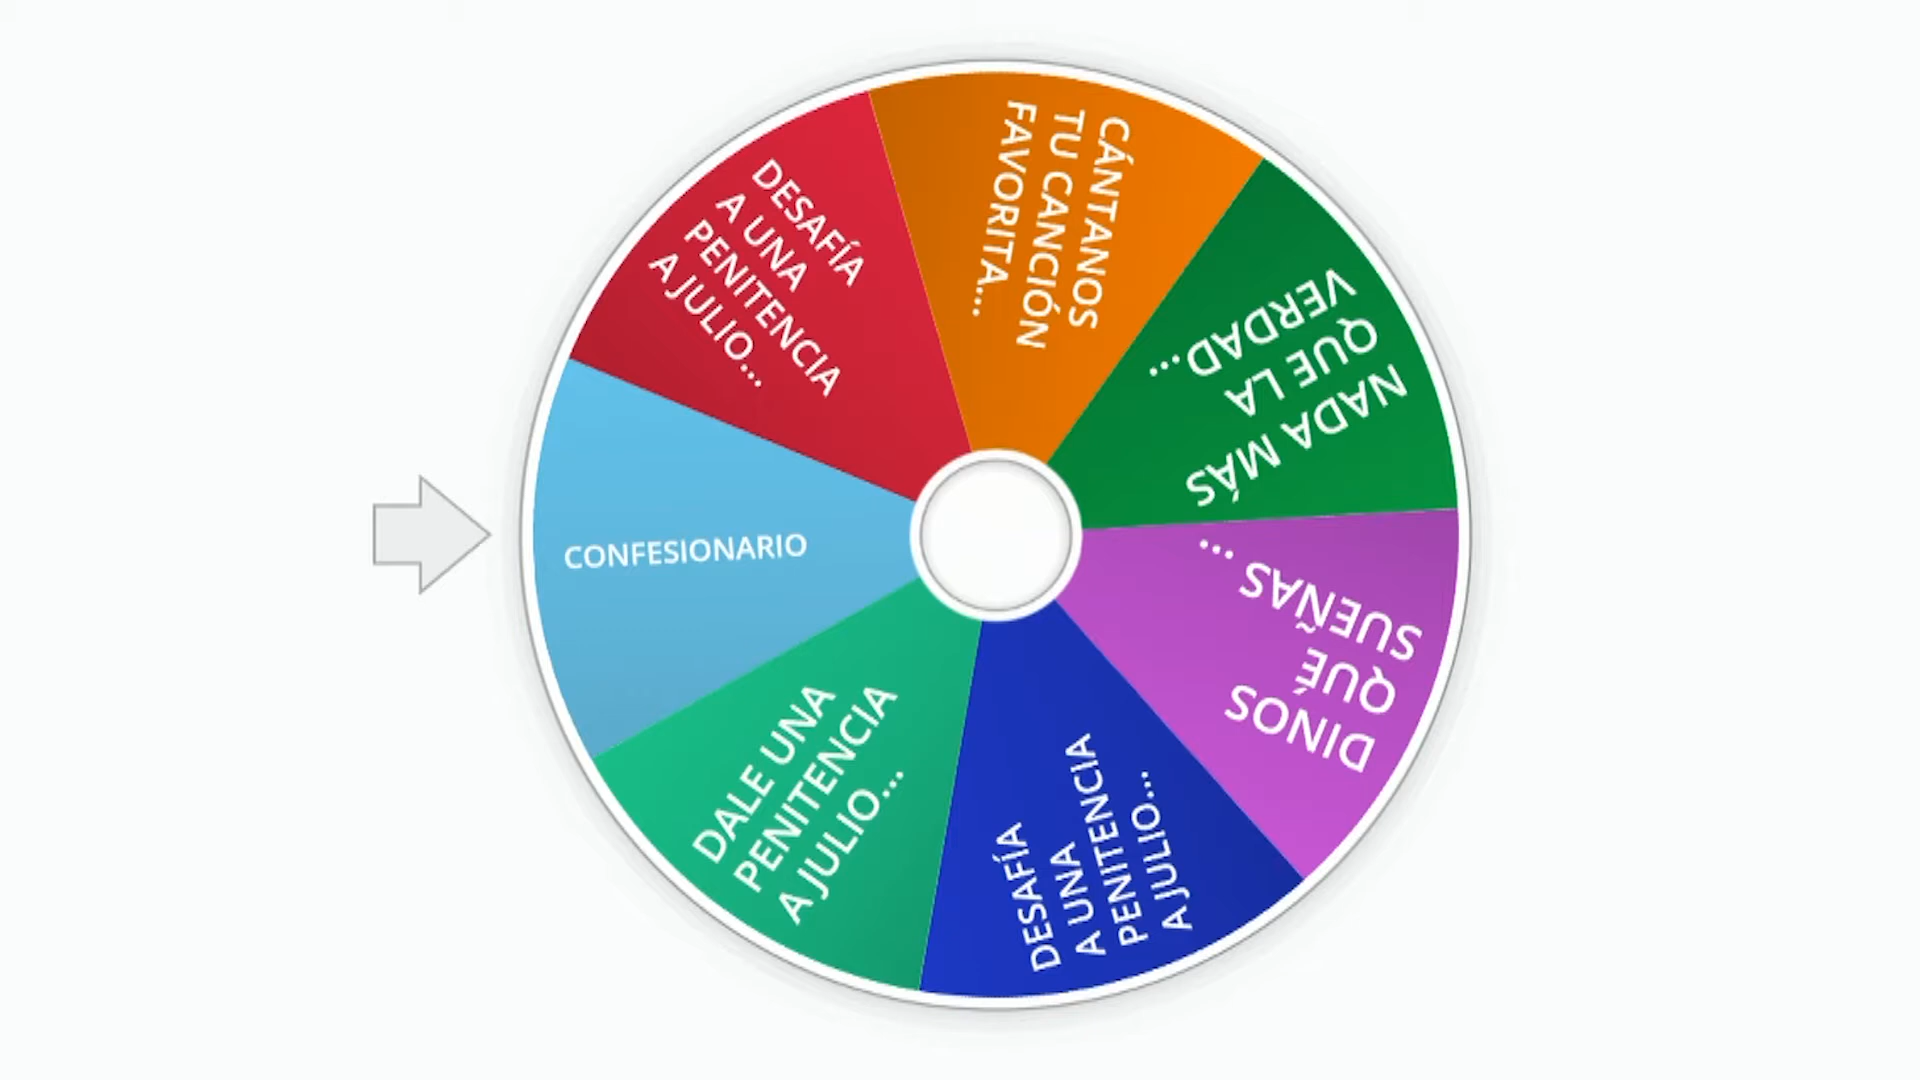 CÁNTANOS
TU CANCIÓN
FAVORITA...
NADA MÁS
QUE LA
VERDAD...
DINOS
QUÉ
SUEÑAS ...
DESAFÍA
A UNA
PENITENCIA
A JULIO...
DALE UNA
PENITENCIA
A JULIO...
CONFESIONARIO
DESAFÍA
A UNA
PENITENCIA
A JULIO...